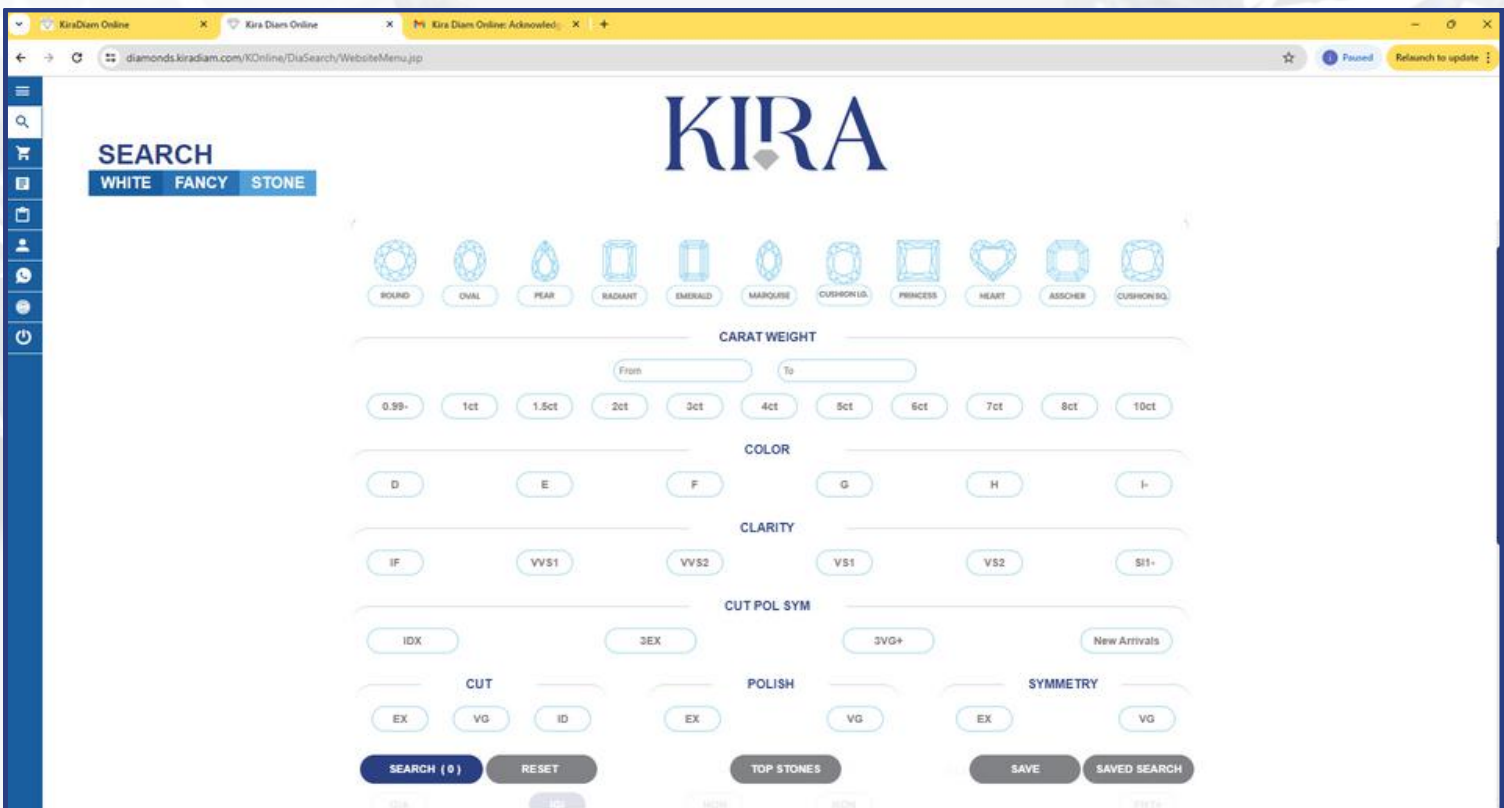 KiraDiam Online
Kira Diam Online
Kira Diam Online: Acknowledg
diamonds.kiradiam.com/KOnline/DiaSearch/WebsiteMenu.jsp
Paused
Relaunch to update
KIRA
SEARCH
WHITE FANCY STONE
ROUND OVAL PEAR RADIANT EMERALD MARQUISE CUSHION LG. PRINCESS HEART ASSCHER CUSHION SQ.
CARAT WEIGHT
From To
0.99- 1ct 1.5ct 2ct 3ct 4ct 5ct 6ct 7ct 8ct 10ct
COLOR
D E F G H I-
CLARITY
IF VVS1 VVS2 VS1 VS2 SI1-
CUT POL SYM
IDX 3EX 3VG+ New Arrivals
CUT POLISH SYMMETRY
EX VG ID EX VG EX VG
SEARCH ( 0 ) RESET TOP STONES SAVE SAVED SEARCH
GIA IGI NON NON